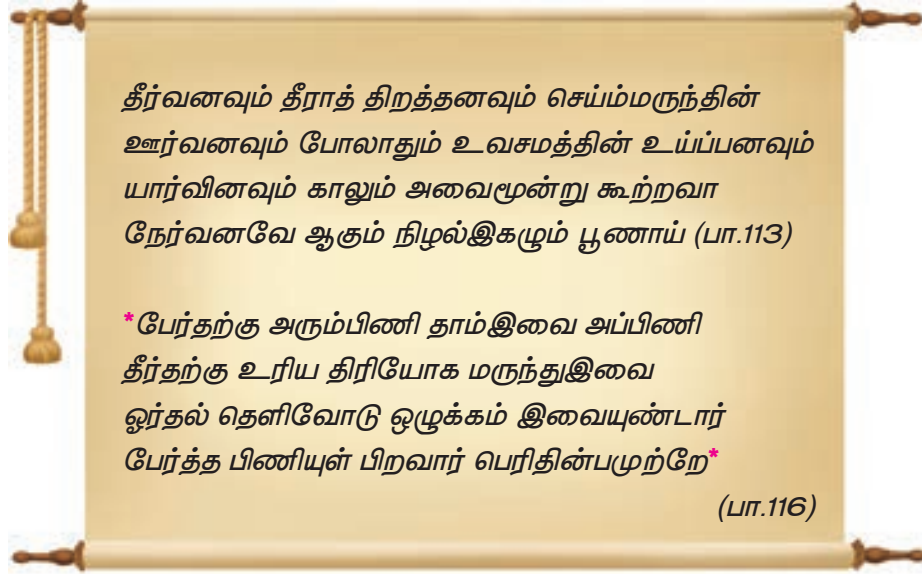 தீர்வனவும் தீராத் திறத்தனவும் செய்ம்மருந்தின்
ஊர்வனவும் போலாதும் உவசமத்தின் உய்ப்பனவும்
யார்வினவும் காலும் அவைமூன்று கூற்றவா
நேர்வனவே ஆகும் நிழல்இகழும் பூணாய் (பா.113)
*பேர்தற்கு அரும்பிணி தாம்இவை அப்பிணி
தீர்தற்கு உரிய திரியோக மருந்துஇவை
ஓர்தல் தெளிவோடு ஒழுக்கம் இவையுண்டார்
பேர்த்த பிணியுள் பிறவார் பெரிதின்பமுற்றே*
(பா.116)